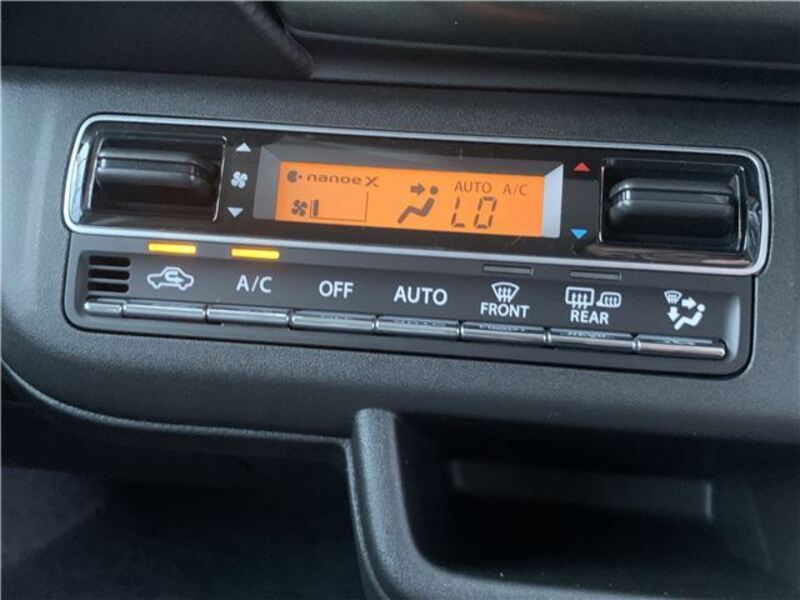 nanoe X
AUTO A/C
LO
A/C
OFF
AUTO
FRONT
REAR